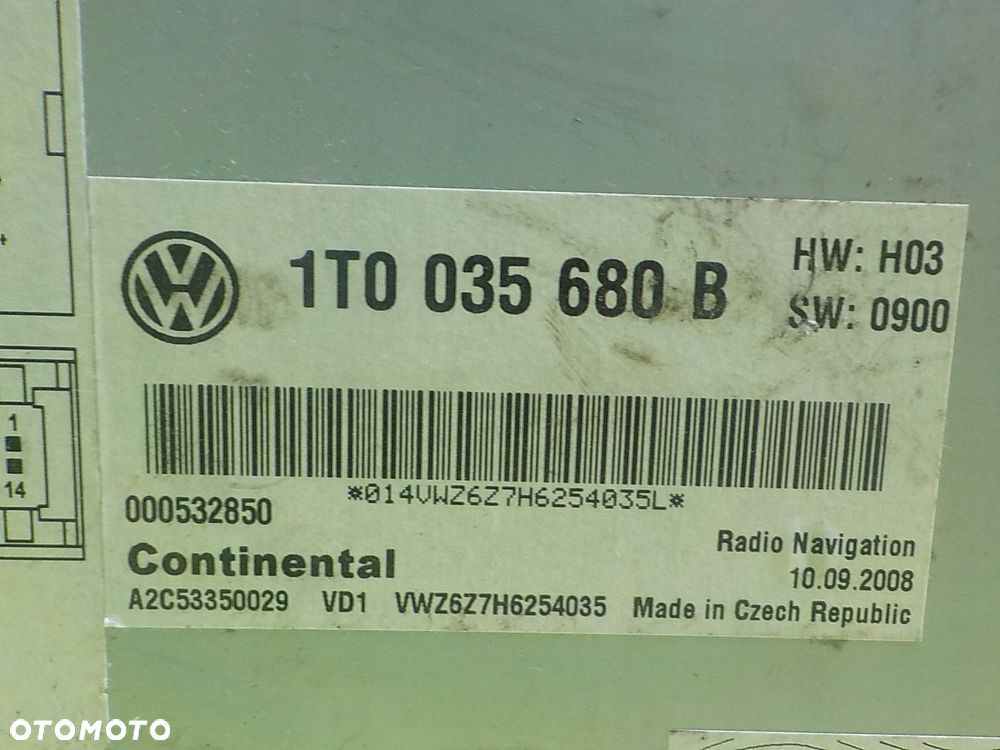 1T0 035 680 B
HW: H03
SW: 0900
*014VWZ6Z7H6254035L*
000532850
Continental
Radio Navigation
10.09.2008
A2C53350029 VD1 VWZ6Z7H6254035 Made in Czech Republic
1
14
OTOMOTO